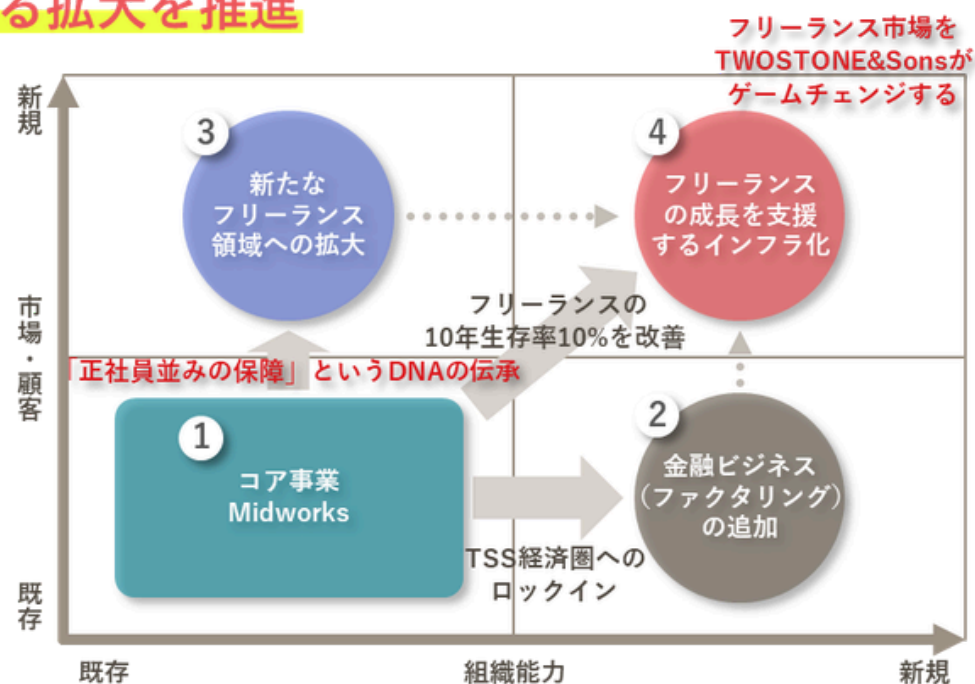 る拡大を推進
フリーランス市場を
TWOSTONE&Sonsが
ゲームチェンジする
新規
3
新たな
フリーランス
領域への拡大
4
フリーランス
の成長を支援
するインフラ化
市場・顧客
フリーランスの
10年生存率10%を改善
「正社員並みの保障」というDNAの伝承
1
コア事業
Midworks
2
金融ビジネス
(ファクタリング)
の追加
TSS経済圏への
ロックイン
既存
既存
組織能力
新規